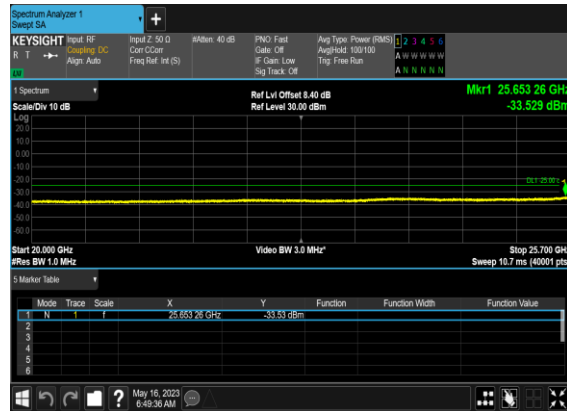 Spectrum Analyzer 1
Swept SA
+
KEYSIGHT Input: RF Input Z: 50 Ω #Atten: 40 dB PNO: Fast Avg Type: Power (RMS) 1 2 3 4 5 6
R T Coupling: DC Corr CCorr Gate: Off Avg|Hold: 100/100 A W W W W W
Align: Auto Freq Ref: Int (S) IF Gain: Low Trig: Free Run
Sig Track: Off A N N N N N
1 Spectrum Ref Lvl Offset 8.40 dB Mkr1 25.653 26 GHz
Scale/Div 10 dB Ref Level 30.00 dBm -33.529 dBm
Log
20.0
10.0
0.00
-10.0
-20.0
DL1 -25.00
-30.0
-40.0
-50.0
-60.0
Start 20.000 GHz Video BW 3.0 MHz* Stop 25.700 GHz
#Res BW 1.0 MHz Sweep 10.7 ms (40001 pts
5 Marker Table
Mode Trace Scale X Y Function Function Width Function Value
1 N 1 f 25.653 26 GHz -33.53 dBm
2
3
4
5
6
? May 16, 2023
6:49:36 AM